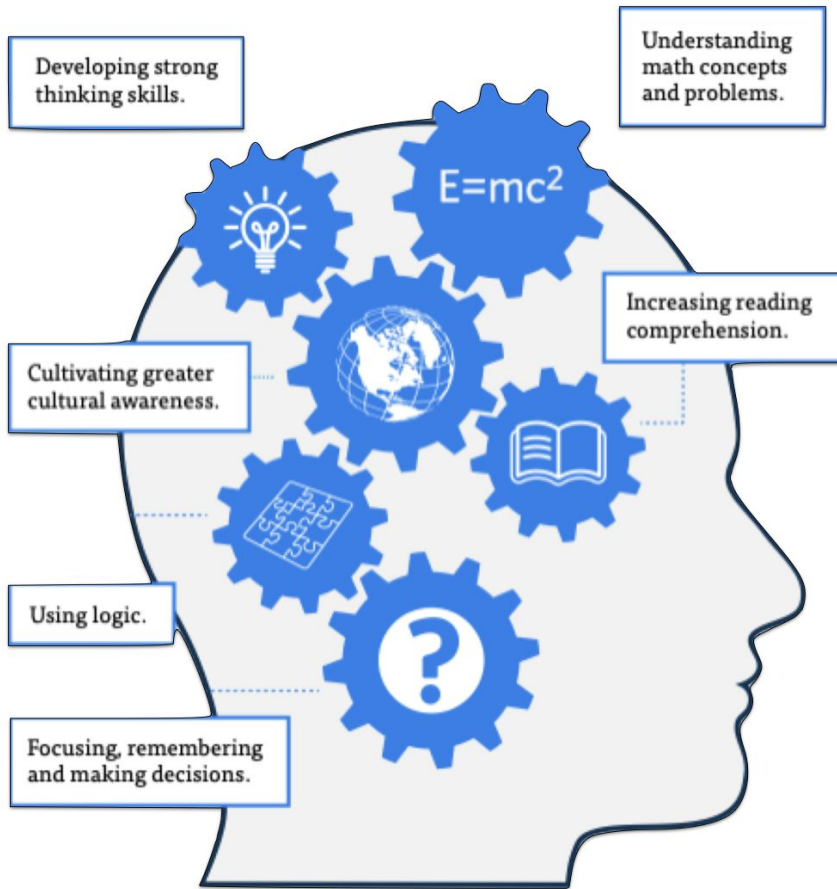 Developing strong
thinking skills.
Understanding
math concepts
and problems.
E=mc²
Increasing reading
comprehension.
Cultivating greater
cultural awareness.
Using logic.
?
Focusing, remembering
and making decisions.